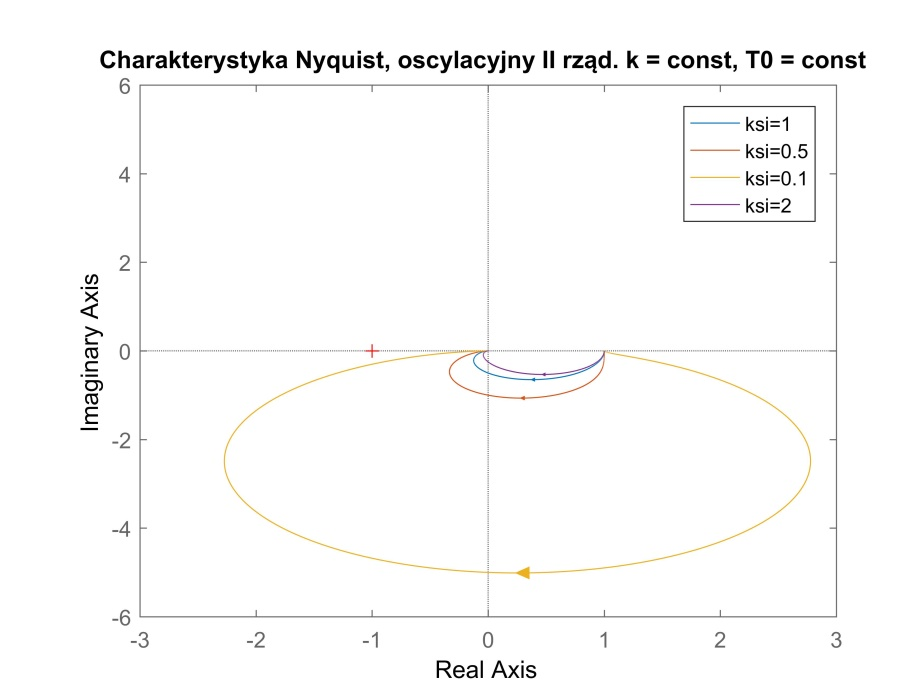 Charakterystyka Nyquist, oscylacyjny II rząd. k = const, T0 = const
6
4
2
0
-2
-4
-6
Imaginary Axis
ksi=1
ksi=0.5
ksi=0.1
ksi=2
-3 -2 -1 0 1 2 3
Real Axis